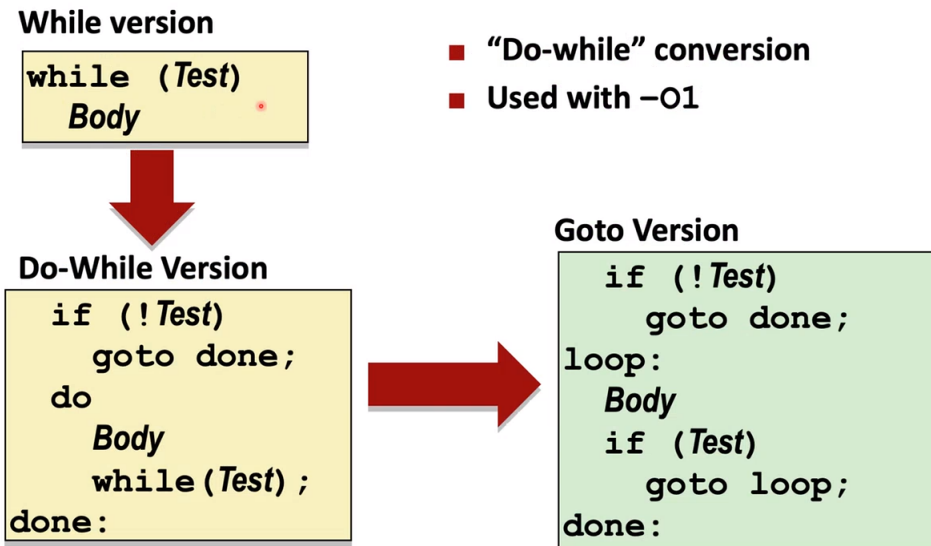 While version
while (Test)
Body
■ “Do-while” conversion
■ Used with –O1
Do-While Version
if (!Test)
goto done;
do
Body
while(Test);
done:
Goto Version
if (!Test)
goto done;
loop:
Body
if (Test)
goto loop;
done: